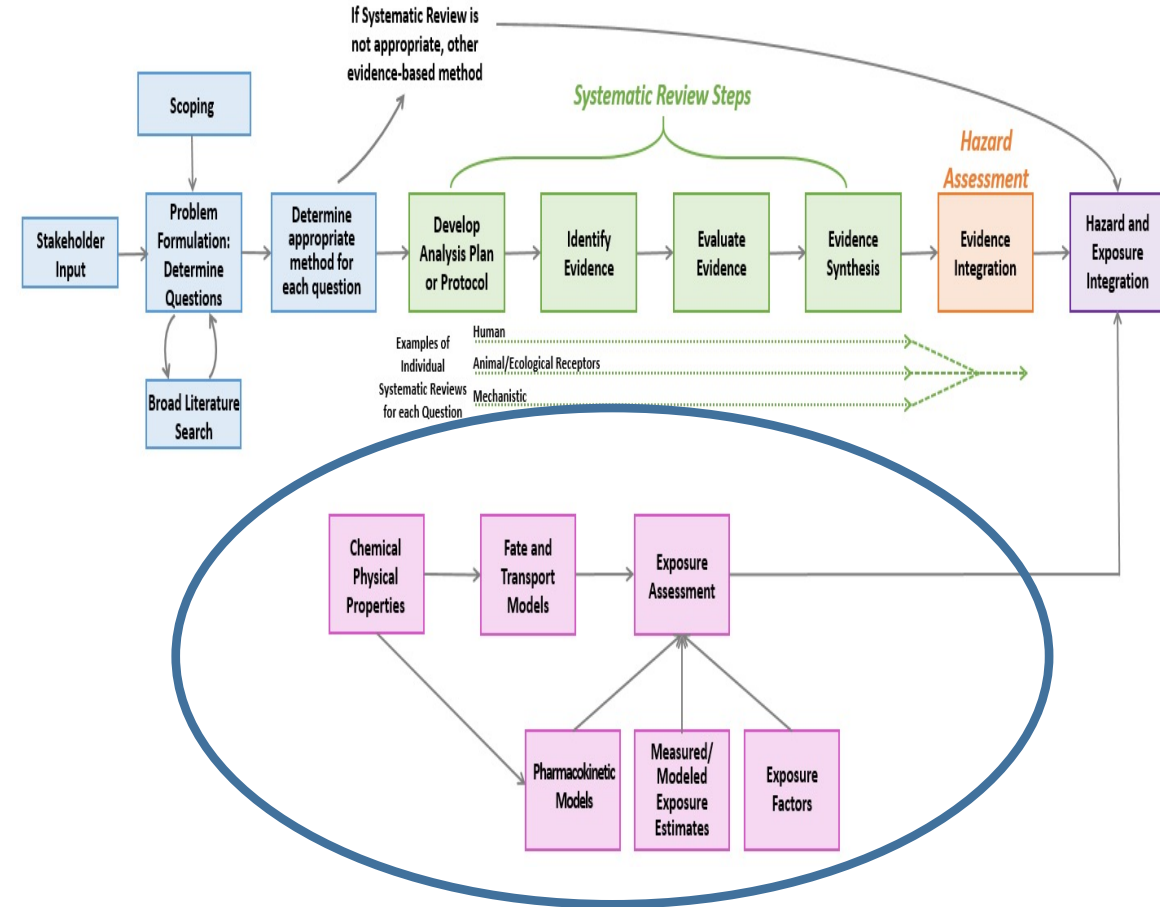 If Systematic Review is
not appropriate, other
evidence-based method
Scoping
Systematic Review Steps
Hazard
Assessment
Stakeholder
Input
Problem
Formulation:
Determine
Questions
Determine
appropriate
method for
each question
Develop
Analysis Plan
or Protocol
Identify
Evidence
Evaluate
Evidence
Evidence
Synthesis
Evidence
Integration
Hazard and
Exposure
Integration
Broad Literature
Search
Examples of
Individual
Systematic Reviews
for each Question
Human
Animal/Ecological Receptors
Mechanistic
Chemical
Physical
Properties
Fate and
Transport
Models
Exposure
Assessment
Pharmacokinetic
Models
Measured/
Modeled
Exposure
Estimates
Exposure
Factors